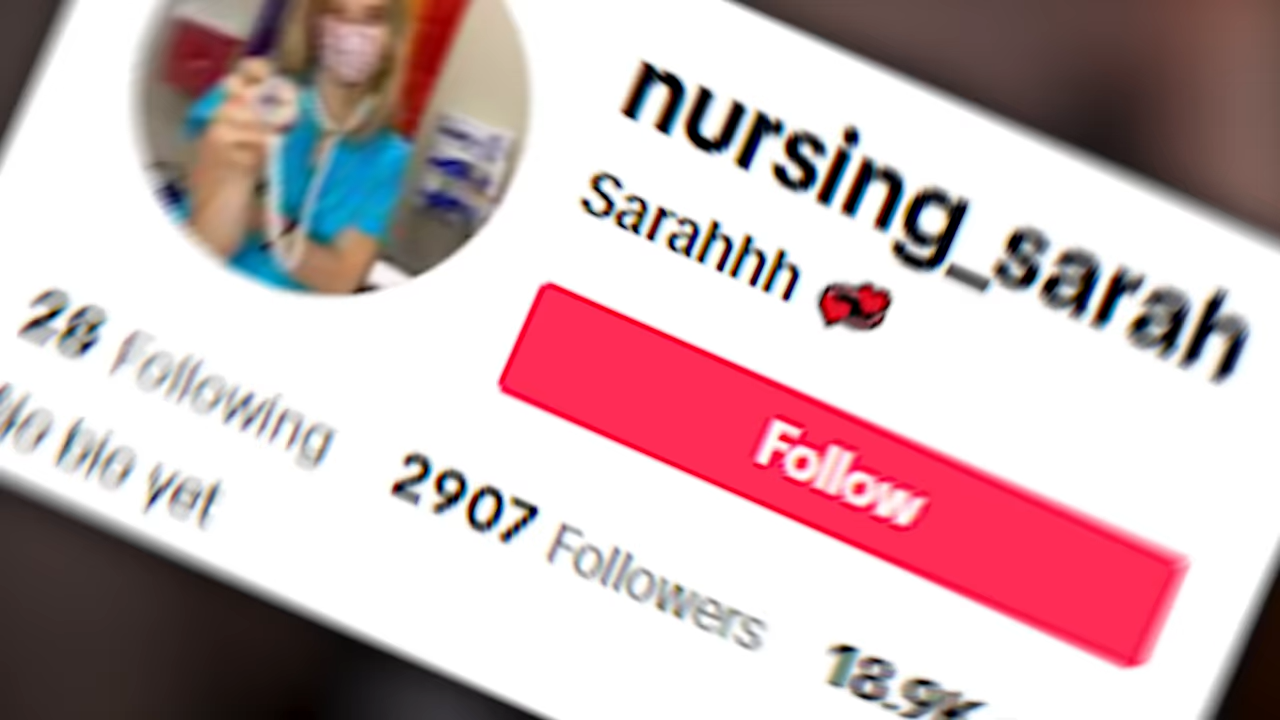 nursing_sarah
Sarahhh
Follow
28 Following 2907 Followers
No bio yet